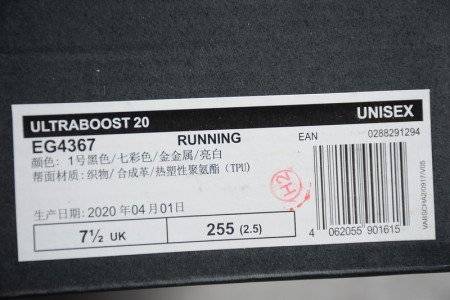 ULTRABOOST 20 UNISEX
EG4367 RUNNING EAN 0288291294
颜色: 1号黑色/七彩色/金金属/亮白
帮面材质: 织物/合成革/热塑性聚氨酯 (TPU)
H2
生产日期: 2020 年04月01日
7½ UK 255 (2.5)
4 062055 901615